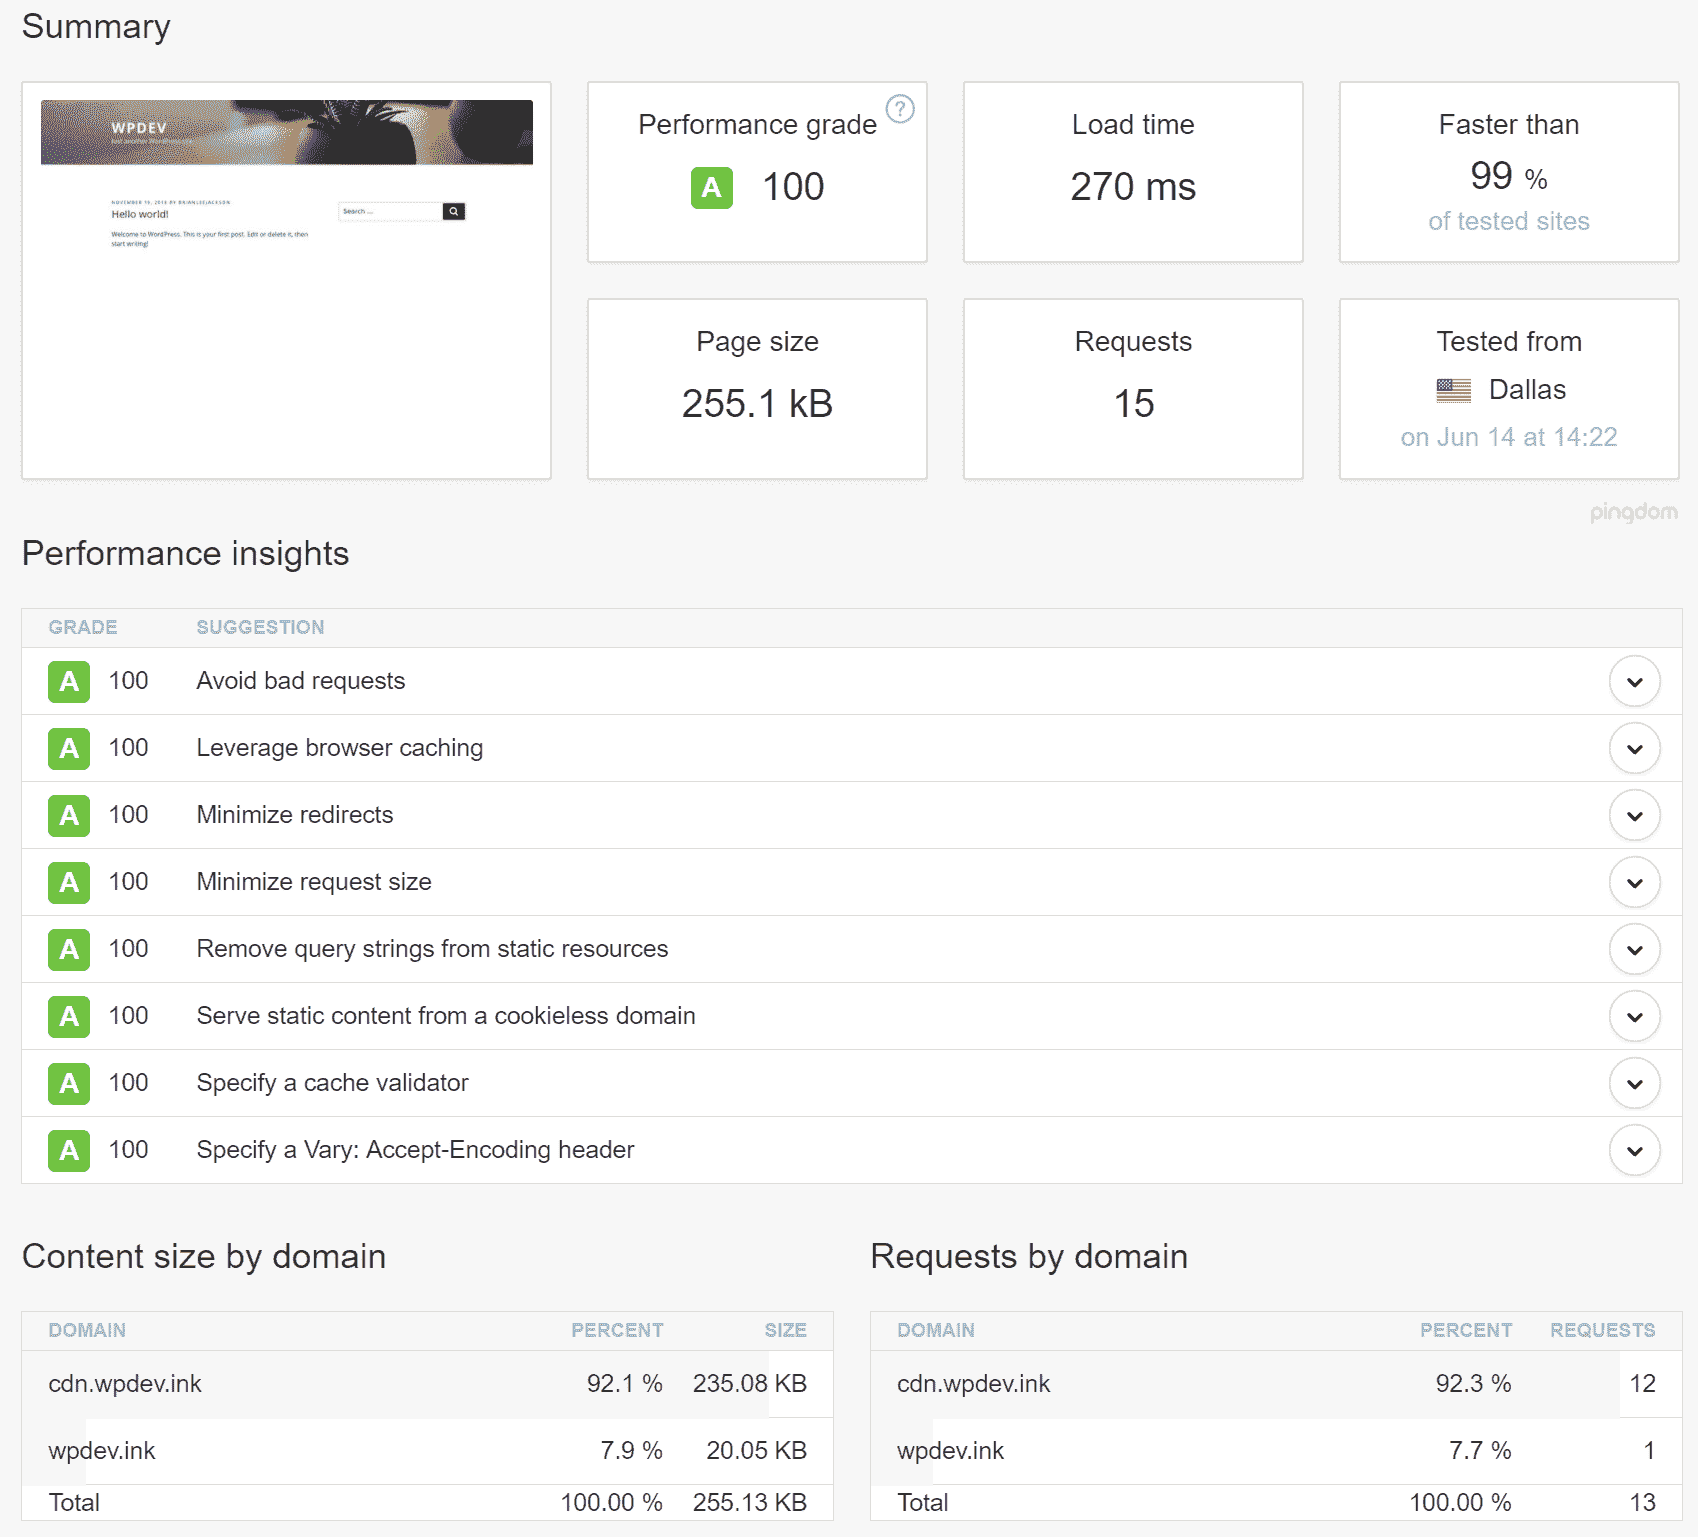 Summary
WPDEV
Just another WordPress site
NOVEMBER 19, 2015 BY BRIANLEEJACKSON
Hello world!
Welcome to WordPress. This is your first post. Edit or delete it, then
start writing!
Search ...
Performance grade ?
A 100
Load time
270 ms
Faster than
99 %
of tested sites
Page size
255.1 kB
Requests
15
Tested from
Dallas
on Jun 14 at 14:22
pingdom
Performance insights
GRADE SUGGESTION
A 100 Avoid bad requests
A 100 Leverage browser caching
A 100 Minimize redirects
A 100 Minimize request size
A 100 Remove query strings from static resources
A 100 Serve static content from a cookieless domain
A 100 Specify a cache validator
A 100 Specify a Vary: Accept-Encoding header
Content size by domain
DOMAIN PERCENT SIZE
cdn.wpdev.ink 92.1 % 235.08 KB
wpdev.ink 7.9 % 20.05 KB
Total 100.00 % 255.13 KB
Requests by domain
DOMAIN PERCENT REQUESTS
cdn.wpdev.ink 92.3 % 12
wpdev.ink 7.7 % 1
Total 100.00 % 13